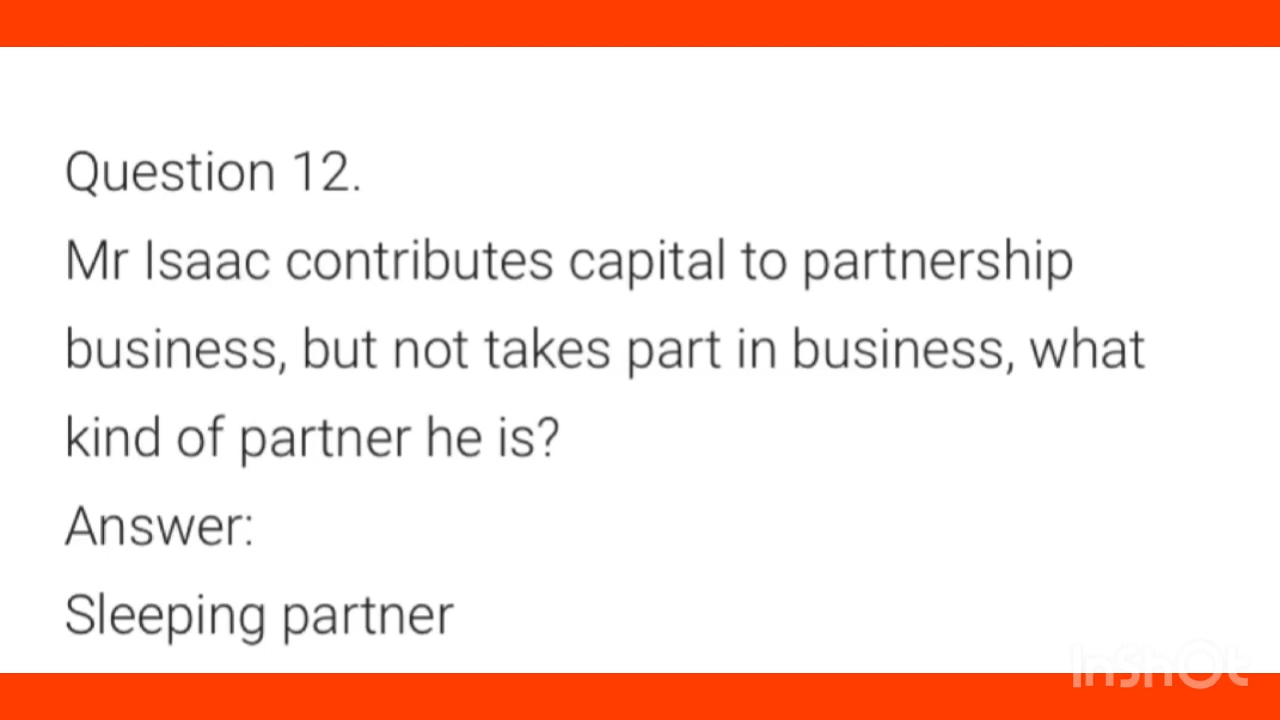 Question 12.
Mr Isaac contributes capital to partnership
business, but not takes part in business, what
kind of partner he is?
Answer:
Sleeping partner
InShOt